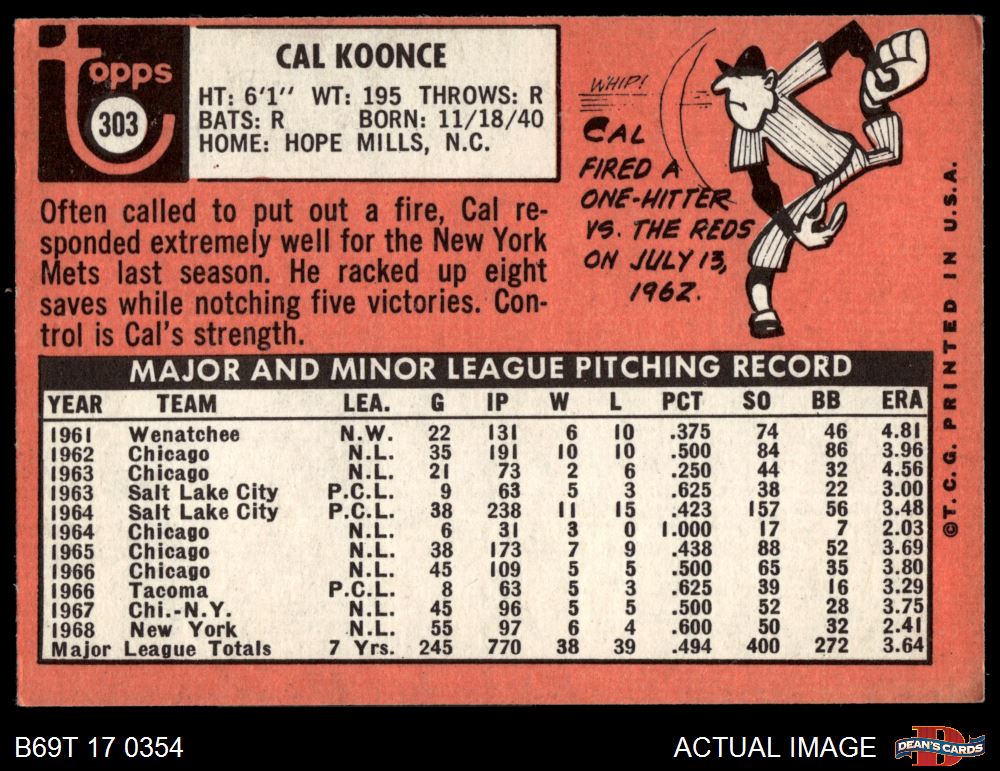 Topps
303
CAL KOONCE
HT: 6'1'' WT: 195 THROWS: R
BATS: R BORN: 11/18/40
HOME: HOPE MILLS, N.C.
Often called to put out a fire, Cal re-
sponded extremely well for the New York
Mets last season. He racked up eight
saves while notching five victories. Con-
trol is Cal's strength.
WHIP!
CAL
FIRED A
ONE-HITTER
VS. THE REDS
ON JULY 13,
1962.
MAJOR AND MINOR LEAGUE PITCHING RECORD
YEAR TEAM LEA. G IP W L PCT SO BB ERA
1961 Wenatchee N.W. 22 131 6 10 .375 74 46 4.81
1962 Chicago N.L. 35 191 10 10 .500 84 86 3.96
1963 Chicago N.L. 21 73 2 6 .250 44 32 4.56
1963 Salt Lake City P.C.L. 9 63 5 3 .625 38 22 3.00
1964 Salt Lake City P.C.L. 38 238 11 15 .423 157 56 3.48
1964 Chicago N.L. 6 31 3 0 1.000 17 7 2.03
1965 Chicago N.L. 38 173 7 9 .438 88 52 3.69
1966 Chicago N.L. 45 109 5 5 .500 65 35 3.80
1966 Tacoma P.C.L. 8 63 5 3 .625 39 16 3.29
1967 Chi.-N.Y. N.L. 45 96 5 5 .500 52 28 3.75
1968 New York N.L. 55 97 6 4 .600 50 32 2.41
Major League Totals 7 Yrs. 245 770 38 39 .494 400 272 3.64
©T.C.G. PRINTED IN U.S.A.
B69T 17 0354
ACTUAL IMAGE
D
DEAN'S CARDS